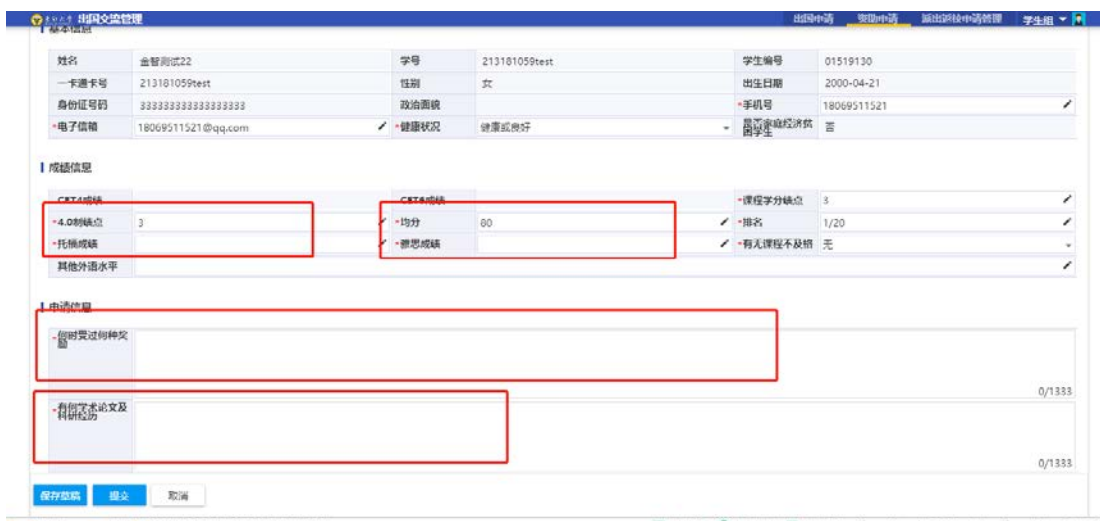 东南大学 出国交流管理 出国申请 资助申请 派出返校申请管理 学生组
基本信息
姓名 金智测试22 学号 213181059test 学生编号 01519130
一卡通卡号 213181059test 性别 女 出生日期 2000-04-21
身份证号码 333333333333333333 政治面貌 *手机号 18069511521
*电子信箱 18069511521@qq.com *健康状况 健康或良好 是否家庭经济贫困学生 否
成绩信息
CET4成绩 CET6成绩 *课程学分绩点 3
*4.0制绩点 3 *均分 80 *排名 1/20
*托福成绩 *雅思成绩 *有无课程不及格 无
其他外语水平
申请信息
*何时受过何种奖励
0/1333
*有何学术论文及科研经历
0/1333
保存草稿 提交 取消